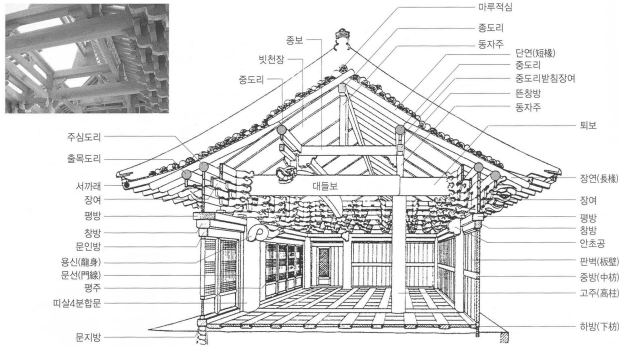 마루적심
종도리
동자주
종보
빗천장
중도리
단연(短椽)
중도리
중도리받침장여
뜬창방
동자주
퇴보
주심도리
출목도리
서까래
장여
평방
창방
문인방
용신(龍身)
문선(門線)
평주
띠살4분합문
문지방
대들보
장연(長椽)
장여
평방
창방
안초공
판벽(板壁)
중방(中枋)
고주(高柱)
하방(下枋)